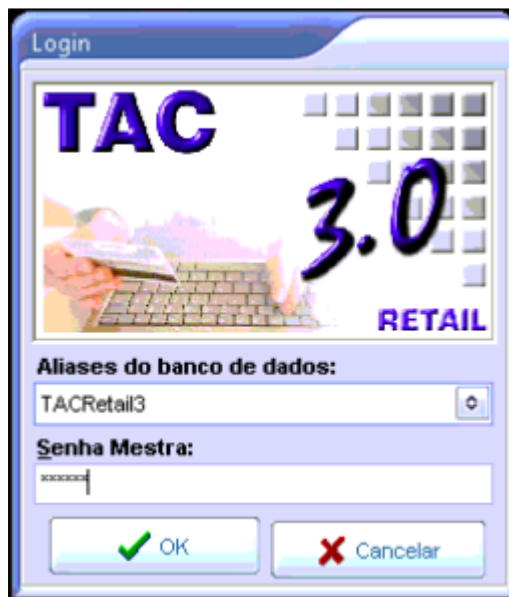 Login
TAC
3.0
RETAIL
Aliases do banco de dados:
TACRetail3
Senha Mestra:
××××××
OK
Cancelar